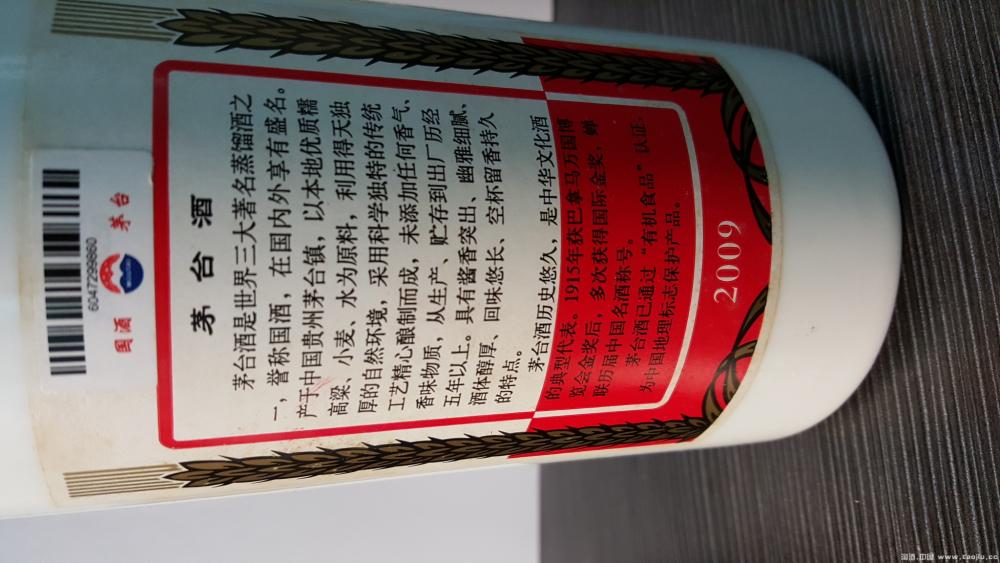 6047299860
国酒 茅台
茅台酒
茅台酒是世界三大著名蒸馏酒之
一，誉称国酒，在国内外享有盛名。
产于中国贵州茅台镇，以本地优质糯
高粱、小麦、水为原料，利用得天独
厚的自然环境，采用科学独特的传统
工艺精心酿制而成，未添加任何香气、
香味物质，从生产、贮存到出厂历经
五年以上。具有酱香突出、幽雅细腻、
酒体醇厚、回味悠长、空杯留香持久
的特点。
茅台酒历史悠久，是中华文化酒
的典型代表。1915年获巴拿马万国博
览会金奖后，多次获得国际金奖，蝉
联历届中国名酒称号。
茅台酒已通过“有机食品”认证，
为中国地理标志保护产品。
2009
www.taojiu.cc